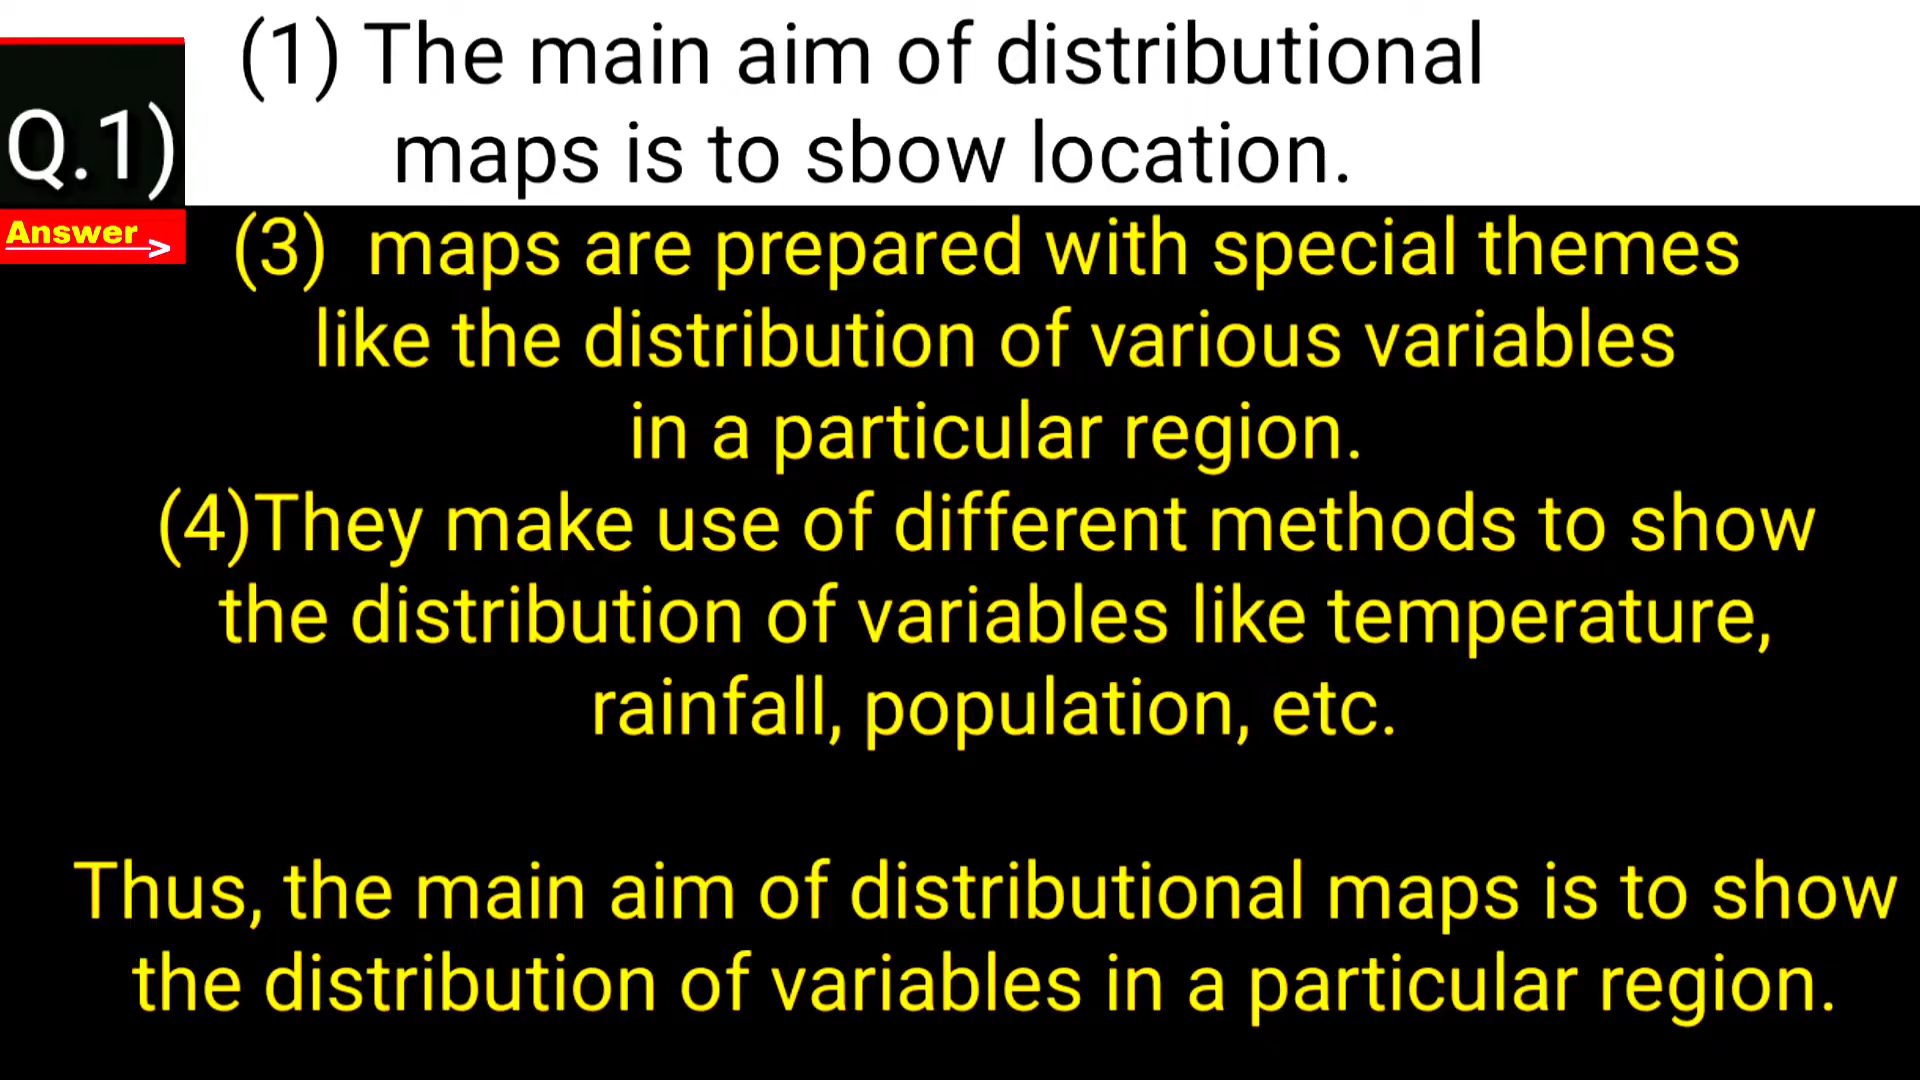 (1) The main aim of distributional
Q.1)
maps is to sbow location.
Answer
(3) maps are prepared with special themes
like the distribution of various variables
in a particular region.
(4)They make use of different methods to show
the distribution of variables like temperature,
rainfall, population, etc.
Thus, the main aim of distributional maps is to show
the distribution of variables in a particular region.